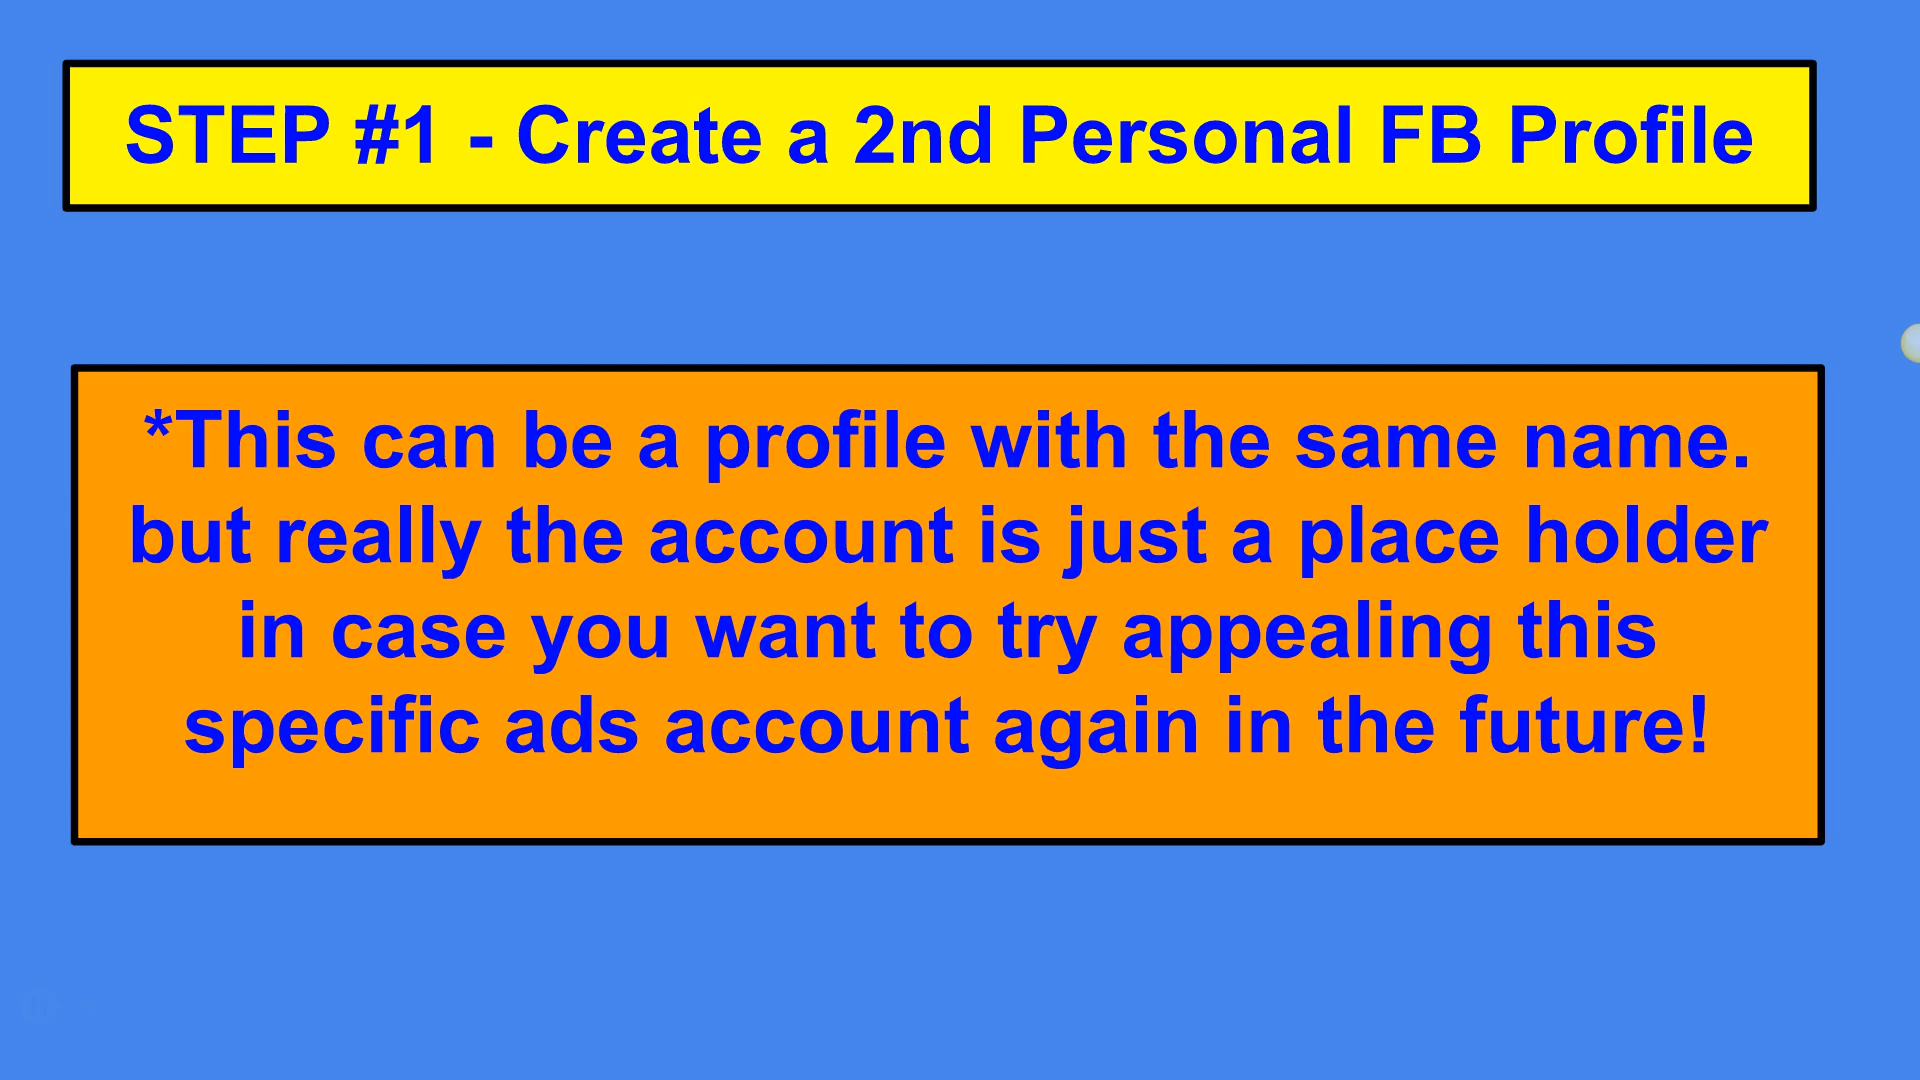 STEP #1 - Create a 2nd Personal FB Profile
*This can be a profile with the same name.
but really the account is just a place holder
in case you want to try appealing this
specific ads account again in the future!